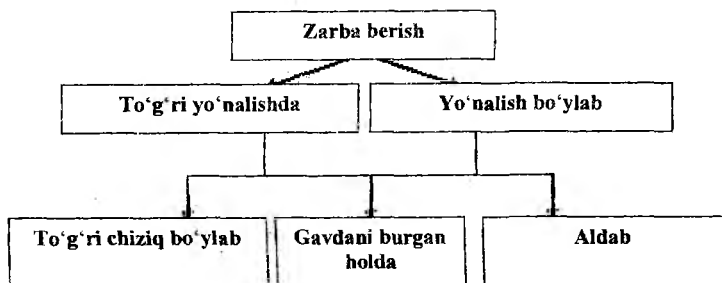 Zarba berish
To‘g‘ri yo‘nalishda
Yo‘nalish bo‘ylab
To‘g‘ri chiziq bo‘ylab
Gavdani burgan
holda
Aldab